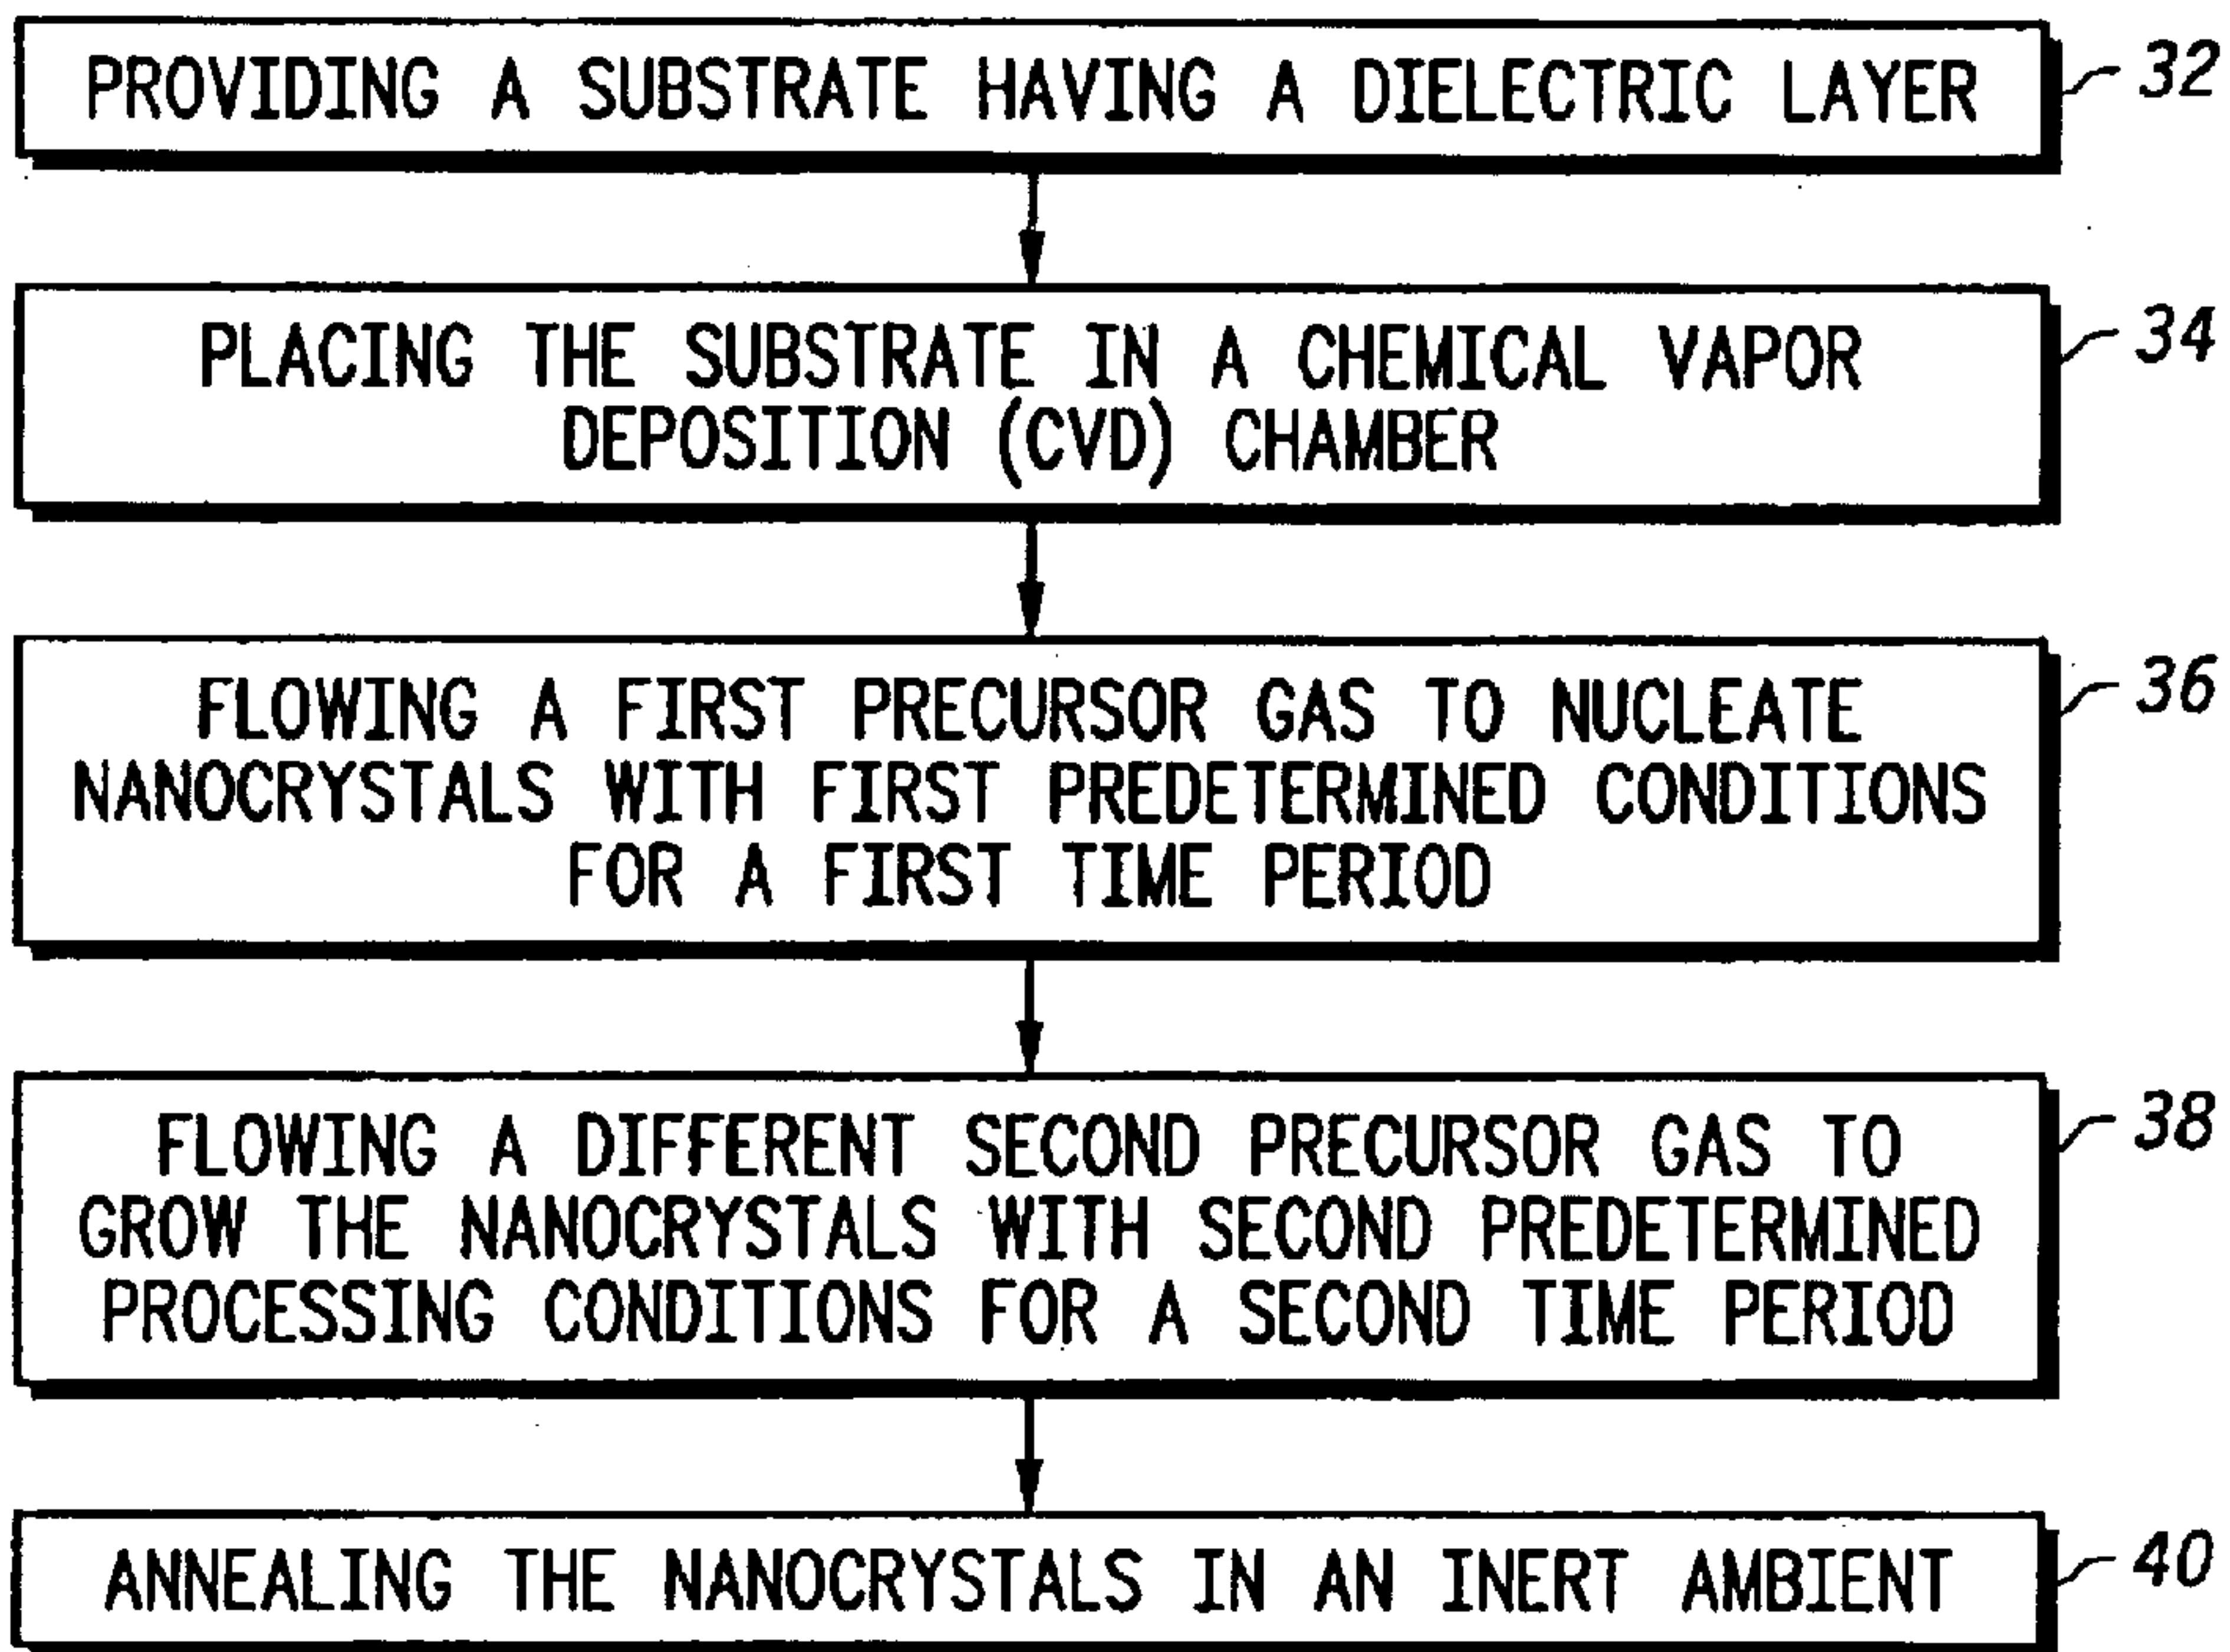 PROVIDING A SUBSTRATE HAVING A DIELECTRIC LAYER
32
PLACING THE SUBSTRATE IN A CHEMICAL VAPOR
DEPOSITION (CVD) CHAMBER
34
FLOWING A FIRST PRECURSOR GAS TO NUCLEATE
NANOCRYSTALS WITH FIRST PREDETERMINED CONDITIONS
FOR A FIRST TIME PERIOD
36
FLOWING A DIFFERENT SECOND PRECURSOR GAS TO
GROW THE NANOCRYSTALS WITH SECOND PREDETERMINED
PROCESSING CONDITIONS FOR A SECOND TIME PERIOD
38
ANNEALING THE NANOCRYSTALS IN AN INERT AMBIENT
40